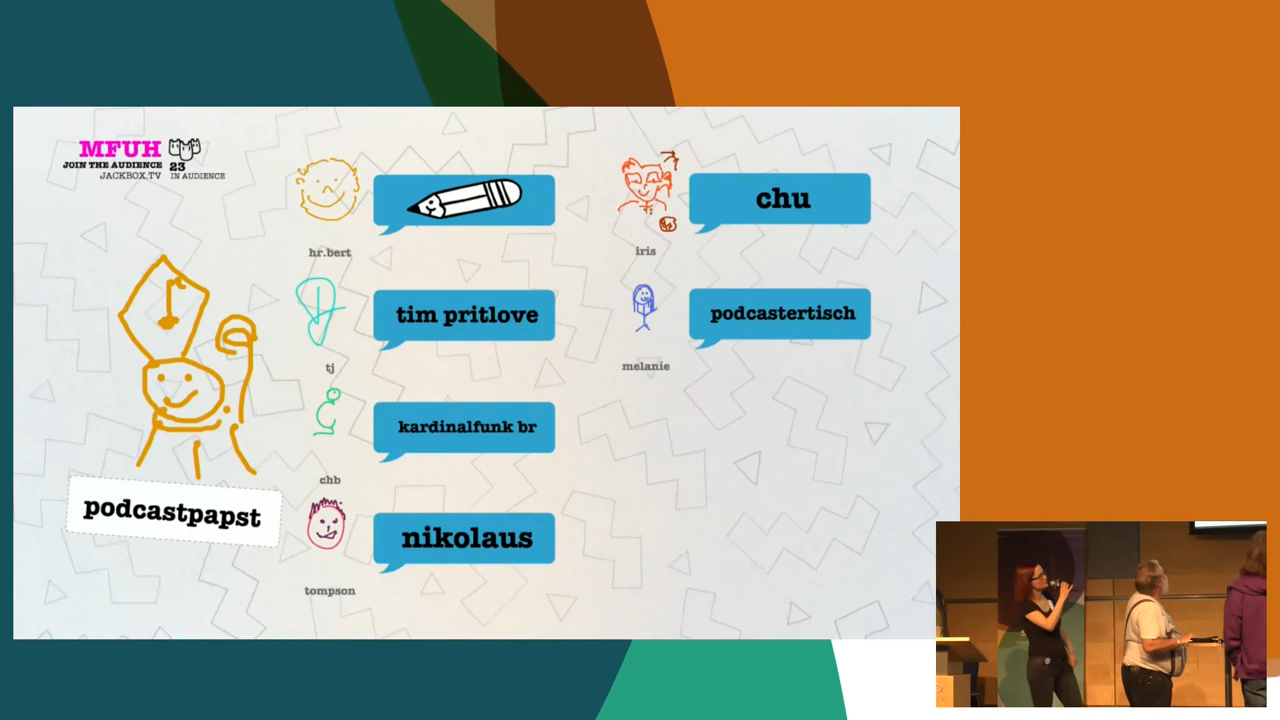 MFUH
JOIN THE AUDIENCE
JACKBOX.TV
23
IN AUDIENCE
hr.bert
tim pritlove
tj
kardinalfunk br
chb
nikolaus
tompson
chu
iris
podcastertisch
melanie
podcastpapst